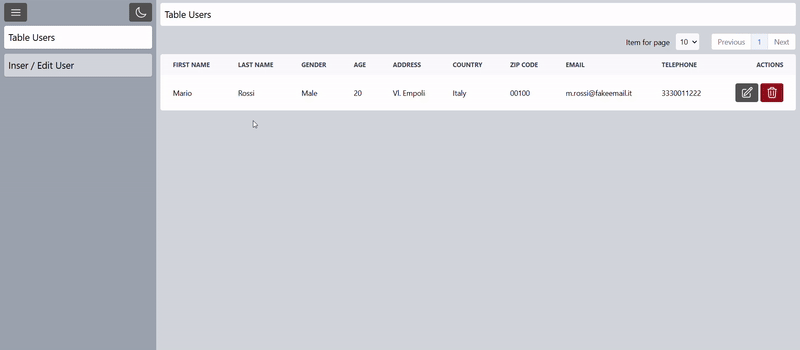 Table Users
Inser / Edit User
Table Users
Item for page 10 Previous 1 Next
FIRST NAME LAST NAME GENDER AGE ADDRESS COUNTRY ZIP CODE EMAIL TELEPHONE ACTIONS
Mario Rossi Male 20 Vl. Empoli Italy 00100 m.rossi@fakeemail.it 3330011222